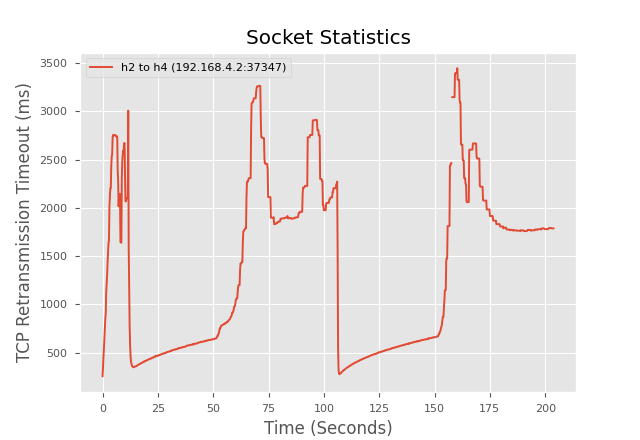 Socket Statistics
h2 to h4 (192.168.4.2:37347)
TCP Retransmission Timeout (ms)
3500
3000
2500
2000
1500
1000
500
0 25 50 75 100 125 150 175 200
Time (Seconds)